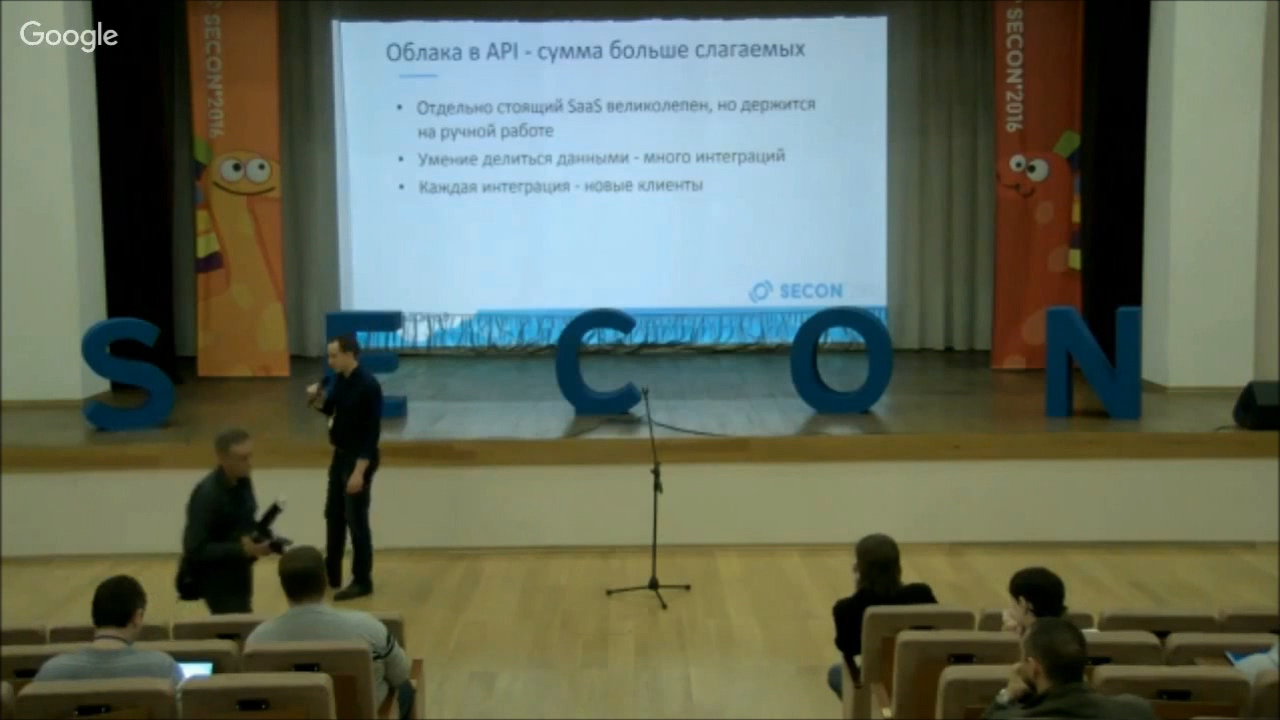 Google
SECON'2016
Облака в API - сумма больше слагаемых
• Отдельно стоящий SaaS великолепен, но держится
на ручной работе
• Умение делиться данными - много интеграций
• Каждая интеграция - новые клиенты
SECON
SECON'2016
S E C O N